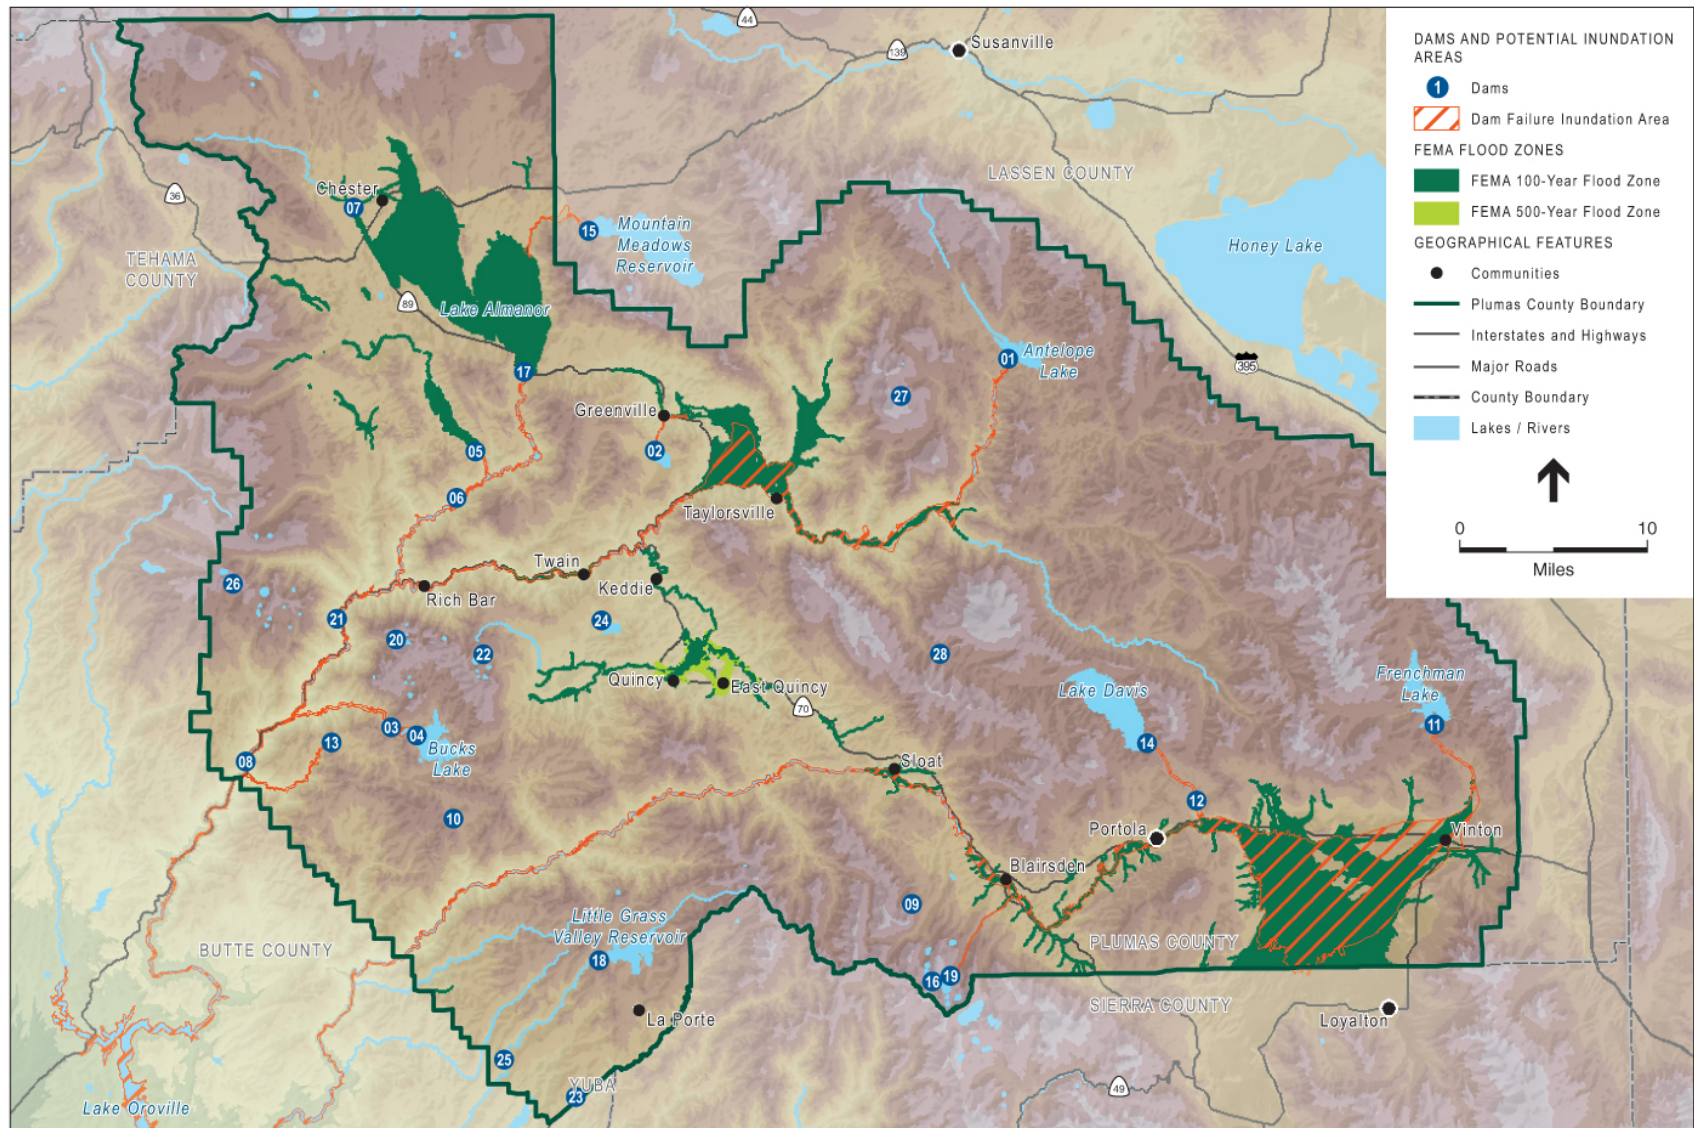 44
139
Susanville
DAMS AND POTENTIAL INUNDATION
AREAS
1 Dams
Dam Failure Inundation Area
FEMA FLOOD ZONES
FEMA 100-Year Flood Zone
FEMA 500-Year Flood Zone
GEOGRAPHICAL FEATURES
Communities
Plumas County Boundary
Interstates and Highways
Major Roads
County Boundary
Lakes / Rivers
0 10
Miles
LASSEN COUNTY
Chester
07
36
15
Mountain
Meadows
Reservoir
Honey Lake
TEHAMA
COUNTY
89
Lake Almanor
17
01
Antelope
Lake
395
27
Greenville
02
05
06
Taylorsville
Twain
Keddie
Rich Bar
26
21
20
22
24
28
Quincy
East Quincy
70
Lake Davis
Frenchman
Lake
11
03
04
Bucks
Lake
13
08
14
Sloat
10
12
Portola
Vinton
Blairsden
09
Little Grass
Valley Reservoir
18
BUTTE COUNTY
PLUMAS COUNTY
16
19
SIERRA COUNTY
Loyalton
La Porte
25
YUBA
23
49
Lake Oroville